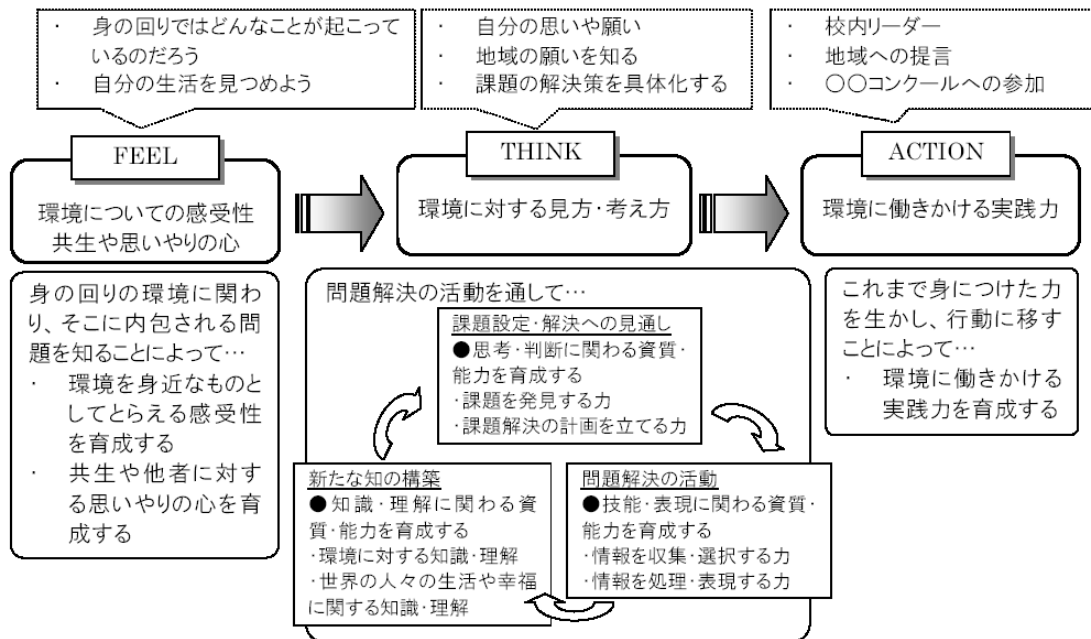 ・ 身の回りではどんなことが起こって
いるのだろう
・ 自分の生活を見つめよう
・ 自分の思いや願い
・ 地域の願いを知る
・ 課題の解決策を具体化する
・ 校内リーダー
・ 地域への提言
・ 〇〇コンクールへの参加
FEEL
環境についての感受性
共生や思いやりの心
THINK
環境に対する見方・考え方
ACTION
環境に働きかける実践力
身の回りの環境に関わ
り、そこに内包される問
題を知ることによって…
・ 環境を身近なものと
してとらえる感受性
を育成する
・ 共生や他者に対す
る思いやりの心を育
成する
問題解決の活動を通して…
課題設定・解決への見通し
●思考・判断に関わる資質・
能力を育成する
・課題を発見する力
・課題解決の計画を立てる力
新たな知の構築
●知識・理解に関わる資
質・能力を育成する
・環境に対する知識・理解
・世界の人々の生活や幸福
に関する知識・理解
問題解決の活動
●技能・表現に関わる資質・
能力を育成する
・情報を収集・選択する力
・情報を処理・表現する力
これまで身につけた力
を生かし、行動に移す
ことによって…
・ 環境に働きかける
実践力を育成する